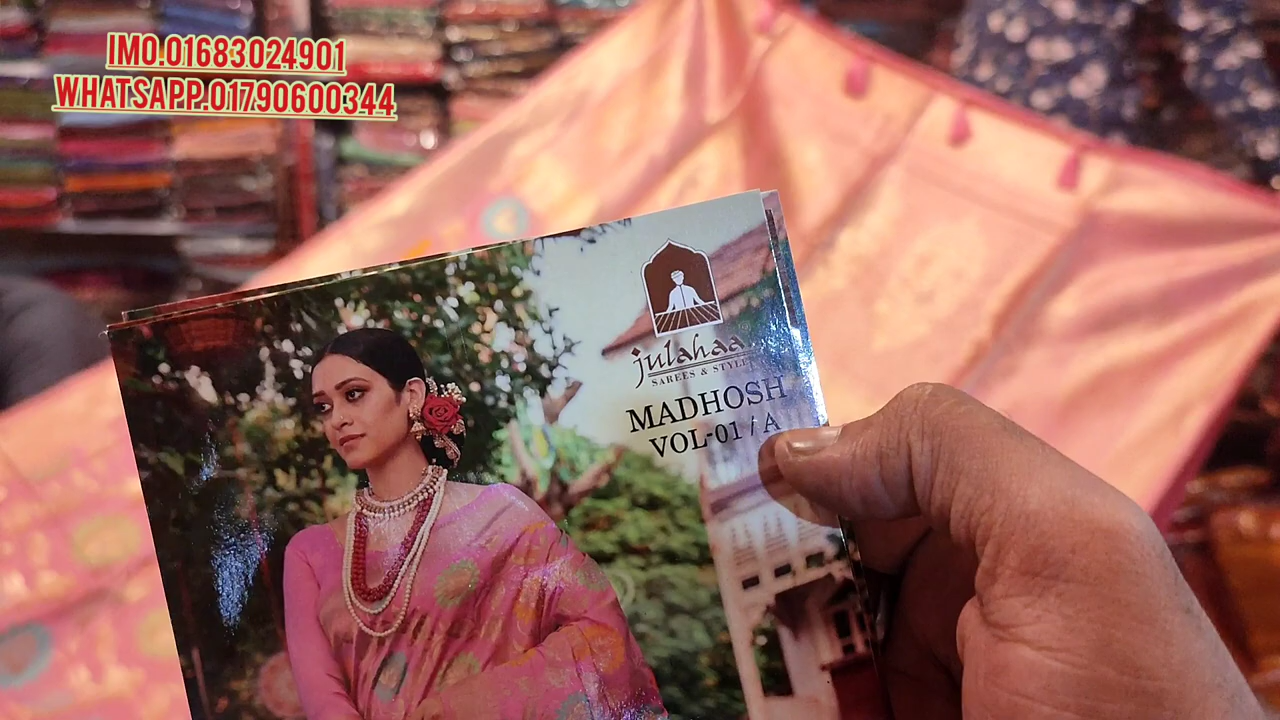 IMO.01683024901
WHATSAPP.01790600344
julahaa
SAREES & STYLE
MADHOSH
VOL-01 / A